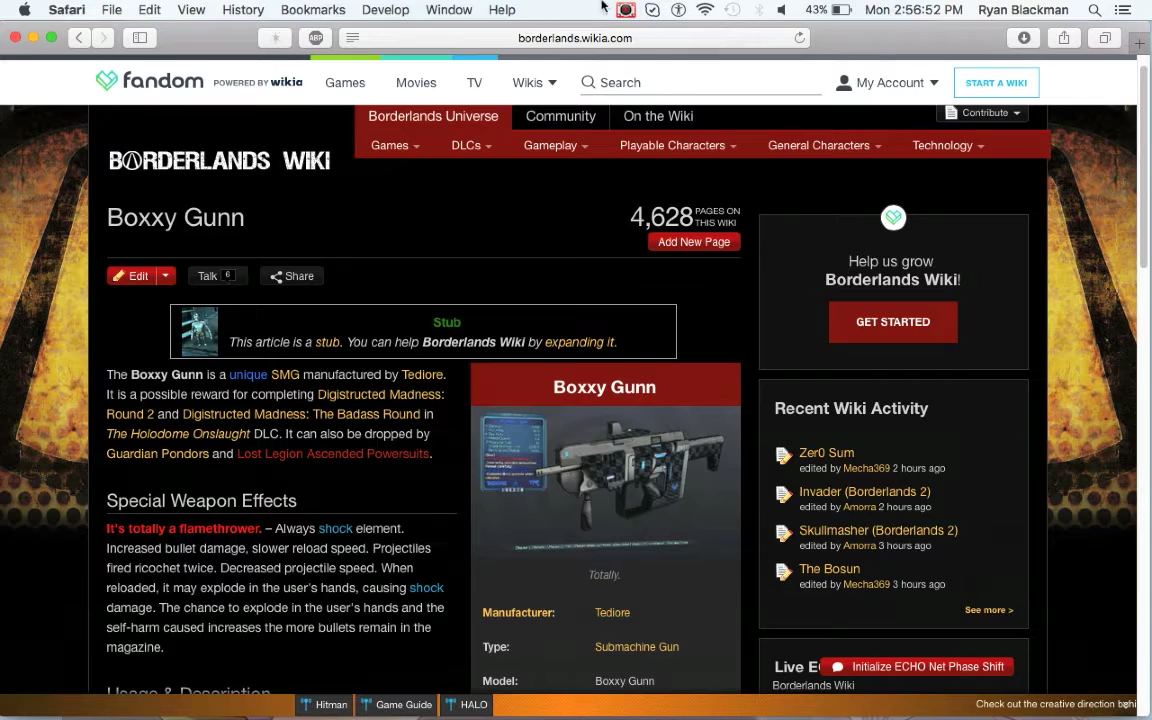 Safari File Edit View History Bookmarks Develop Window Help 43% Mon 2:56:52 PM Ryan Blackman
ABP borderlands.wikia.com
fandom POWERED BY wikia Games Movies TV Wikis Search My Account START A WIKI
Borderlands Universe Community On the Wiki Contribute
Games DLCs Gameplay Playable Characters General Characters Technology
BORDERLANDS WIKI
Boxxy Gunn
4,628 PAGES ON THIS WIKI
Add New Page
Edit Talk 6 Share
Stub
This article is a stub. You can help Borderlands Wiki by expanding it.
The Boxxy Gunn is a unique SMG manufactured by Tediore.
It is a possible reward for completing Digistructed Madness:
Round 2 and Digistructed Madness: The Badass Round in
The Holodome Onslaught DLC. It can also be dropped by
Guardian Pondors and Lost Legion Ascended Powersuits.
Special Weapon Effects
It's totally a flamethrower. – Always shock element.
Increased bullet damage, slower reload speed. Projectiles
fired ricochet twice. Decreased projectile speed. When
reloaded, it may explode in the user's hands, causing shock
damage. The chance to explode in the user's hands and the
self-harm caused increases the more bullets remain in the
magazine.
Usage & Description
Boxxy Gunn
Totally.
Manufacturer: Tediore
Type: Submachine Gun
Model: Boxxy Gunn
Help us grow
Borderlands Wiki!
GET STARTED
Recent Wiki Activity
Zer0 Sum
edited by Mecha369 2 hours ago
Invader (Borderlands 2)
edited by Amorra 2 hours ago
Skullmasher (Borderlands 2)
edited by Amorra 3 hours ago
The Bosun
edited by Mecha369 3 hours ago
See more >
Live E
Initialize ECHO Net Phase Shift
Borderlands Wiki
Hitman Game Guide HALO Check out the creative direction